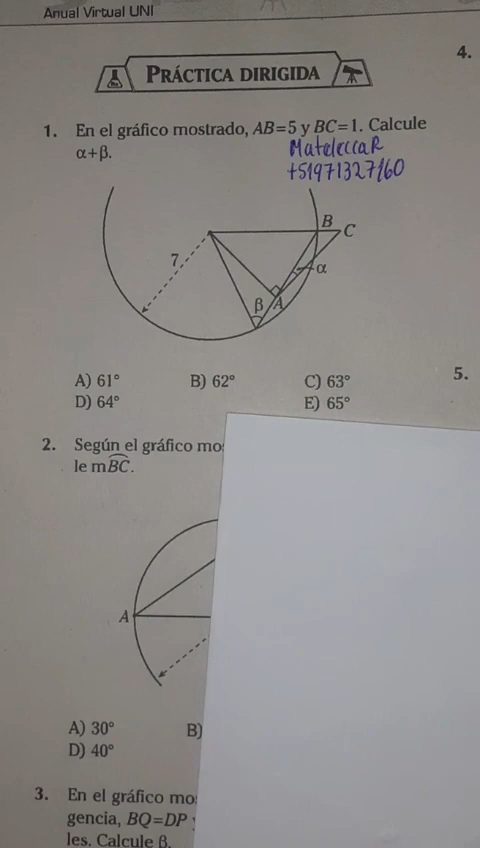 Anual Virtual UNI
4.
PRÁCTICA DIRIGIDA
1. En el gráfico mostrado, AB=5 y BC=1. Calcule
α+β.
MateleccaR
+51971327160
B
C
7
α
β
A
A) 61° B) 62° C) 63°
D) 64° E) 65°
5.
2. Según el gráfico mo
le mBC.
A
A) 30° B)
D) 40°
3. En el gráfico mo
gencia, BQ=DP
les. Calcule β.